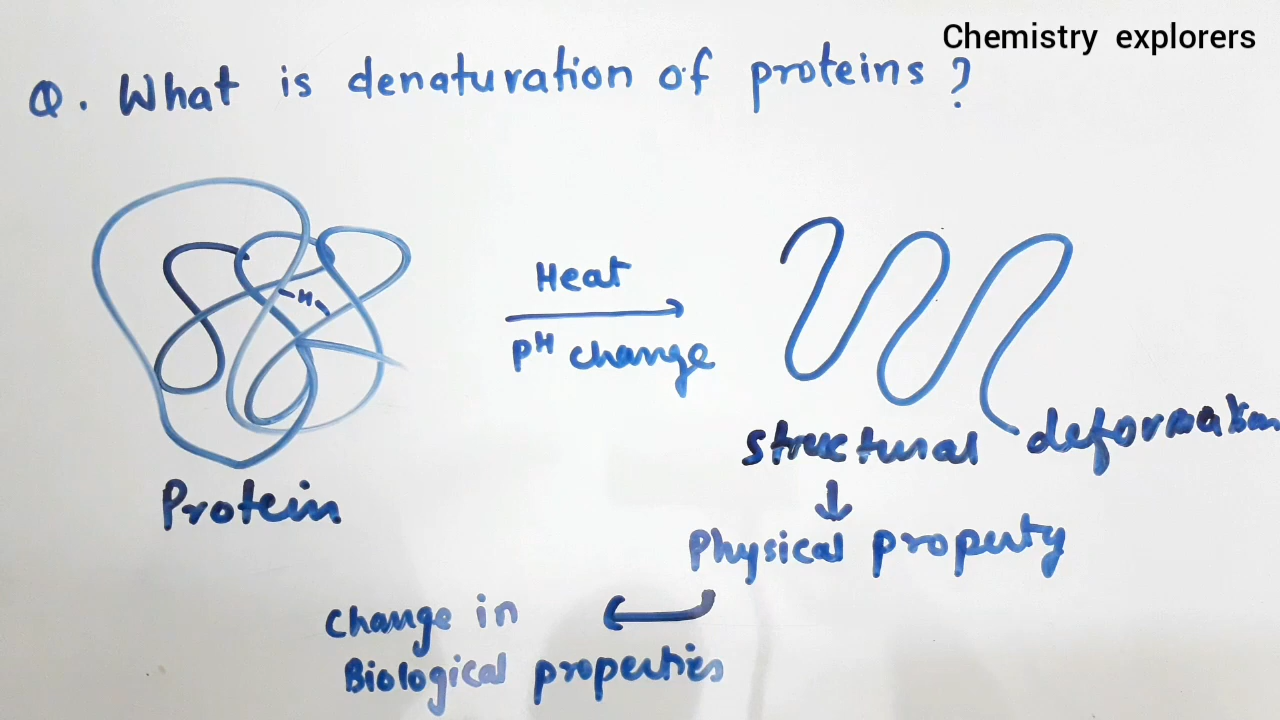 Chemistry explorers
Q. What is denaturation of proteins?
-H-
Heat
pH change
Protein
structural deformation
Physical property
Change in
Biological properties